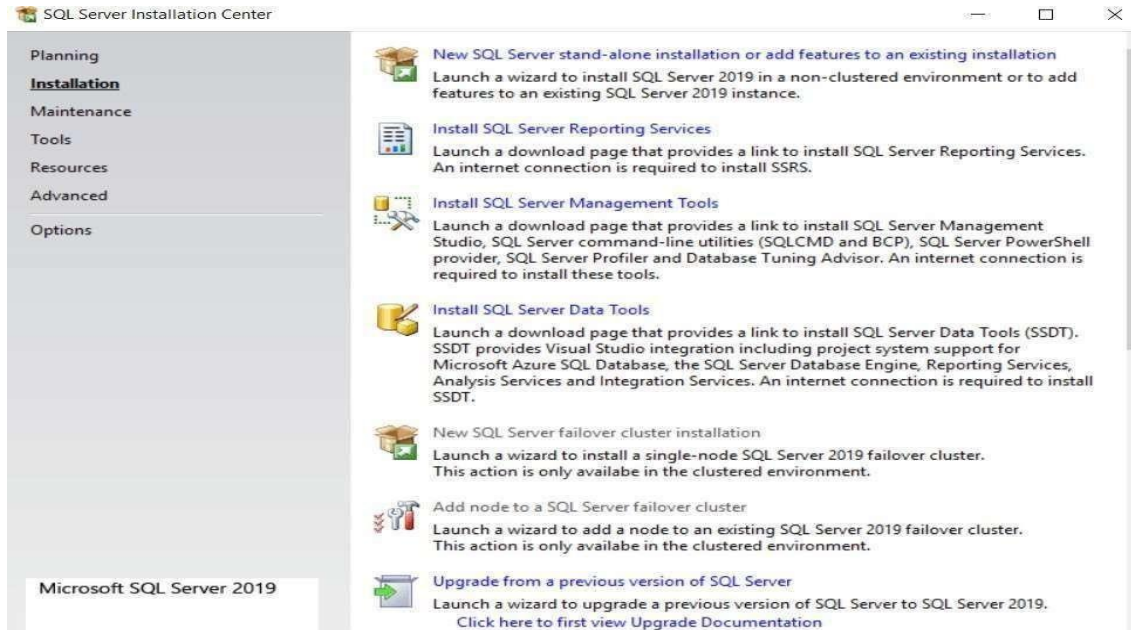 SQL Server Installation Center
Planning
Installation
Maintenance
Tools
Resources
Advanced
Options
Microsoft SQL Server 2019
New SQL Server stand-alone installation or add features to an existing installation
Launch a wizard to install SQL Server 2019 in a non-clustered environment or to add
features to an existing SQL Server 2019 instance.
Install SQL Server Reporting Services
Launch a download page that provides a link to install SQL Server Reporting Services.
An internet connection is required to install SSRS.
Install SQL Server Management Tools
Launch a download page that provides a link to install SQL Server Management
Studio, SQL Server command-line utilities (SQLCMD and BCP), SQL Server PowerShell
provider, SQL Server Profiler and Database Tuning Advisor. An internet connection is
required to install these tools.
Install SQL Server Data Tools
Launch a download page that provides a link to install SQL Server Data Tools (SSDT).
SSDT provides Visual Studio integration including project system support for
Microsoft Azure SQL Database, the SQL Server Database Engine, Reporting Services,
Analysis Services and Integration Services. An internet connection is required to install
SSDT.
New SQL Server failover cluster installation
Launch a wizard to install a single-node SQL Server 2019 failover cluster.
This action is only availabe in the clustered environment.
Add node to a SQL Server failover cluster
Launch a wizard to add a node to an existing SQL Server 2019 failover cluster.
This action is only availabe in the clustered environment.
Upgrade from a previous version of SQL Server
Launch a wizard to upgrade a previous version of SQL Server to SQL Server 2019.
Click here to first view Upgrade Documentation